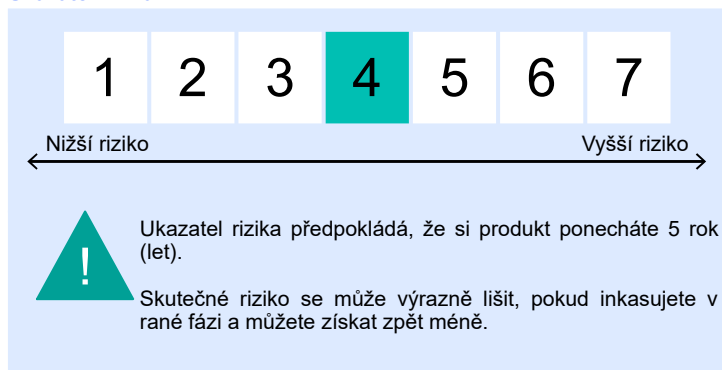 1 2 3 4 5 6 7
Nižší riziko Vyšší riziko
Ukazatel rizika předpokládá, že si produkt ponecháte 5 rok
(let).
!
Skutečné riziko se může výrazně lišit, pokud inkasujete v
rané fázi a můžete získat zpět méně.